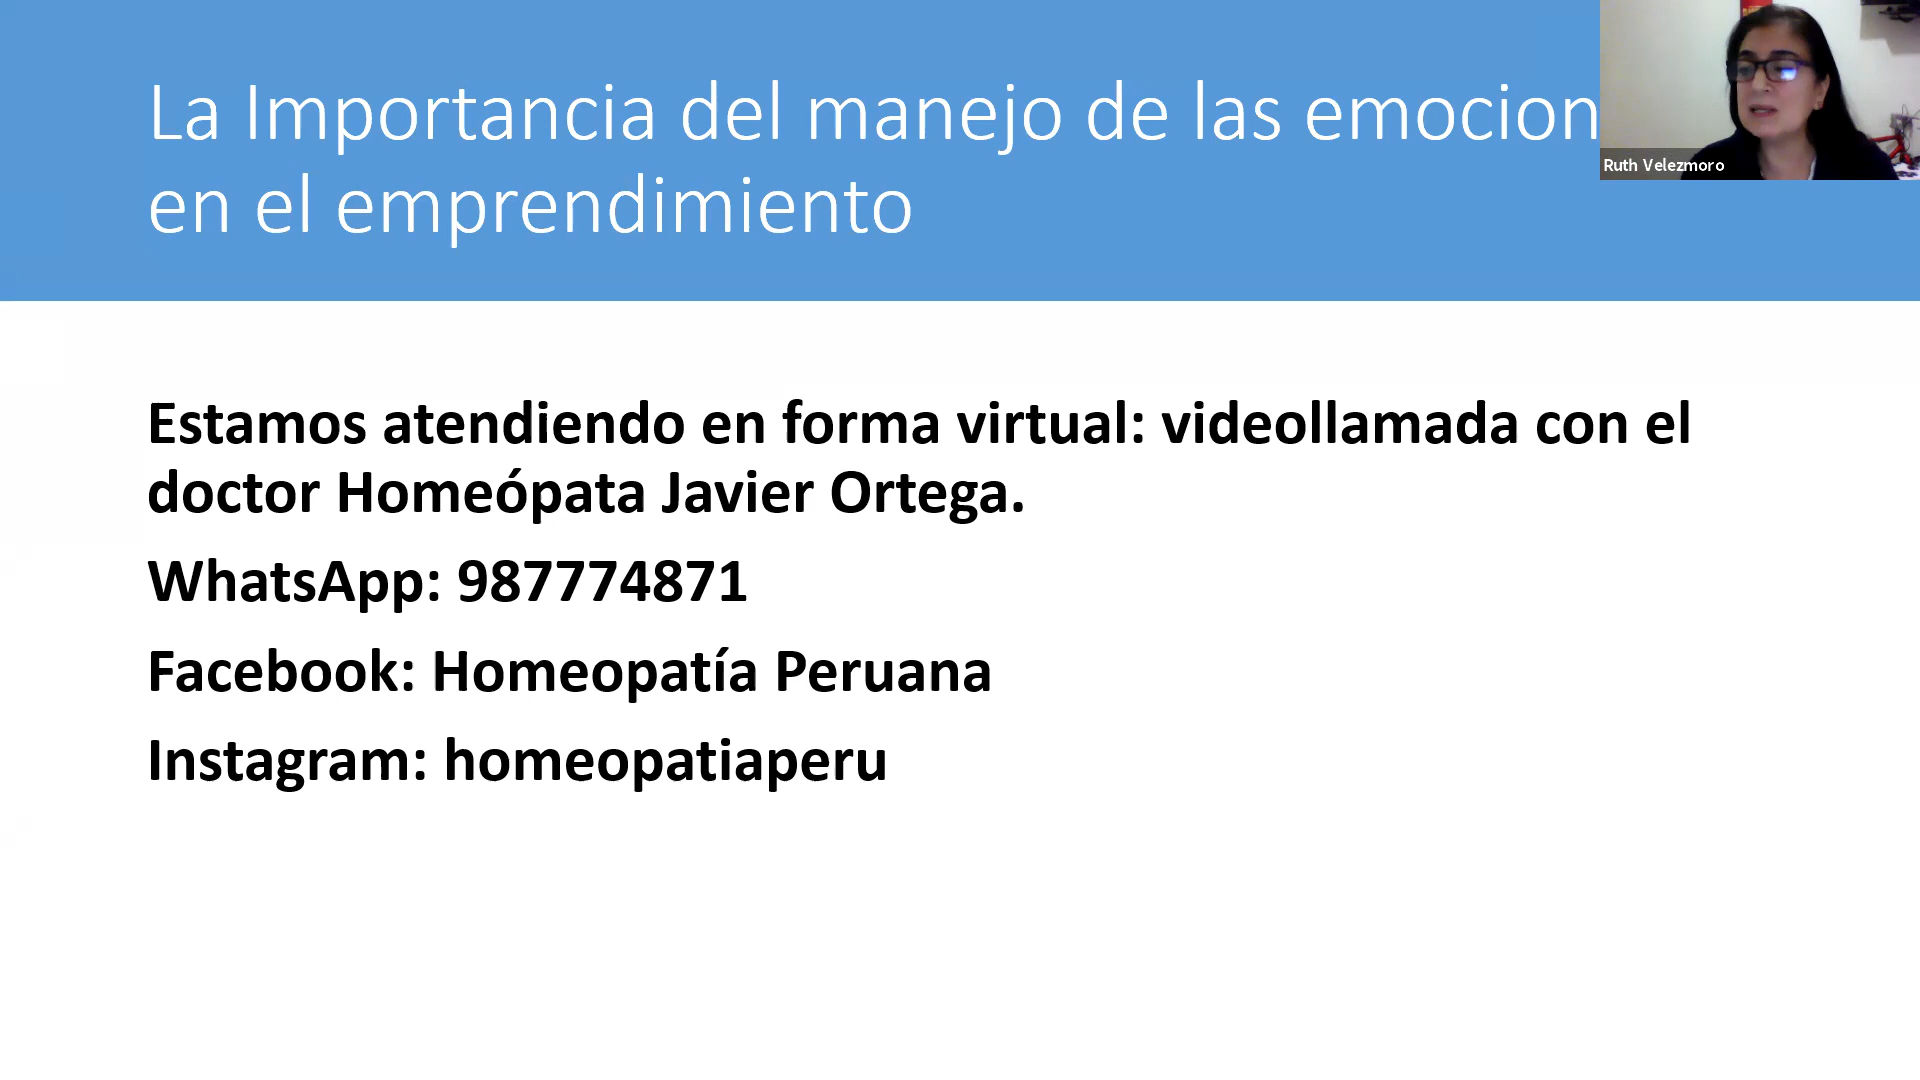 La Importancia del manejo de las emocion
en el emprendimiento
Ruth Velezmoro
Estamos atendiendo en forma virtual: videollamada con el
doctor Homeópata Javier Ortega.
WhatsApp: 987774871
Facebook: Homeopatía Peruana
Instagram: homeopatiaperu